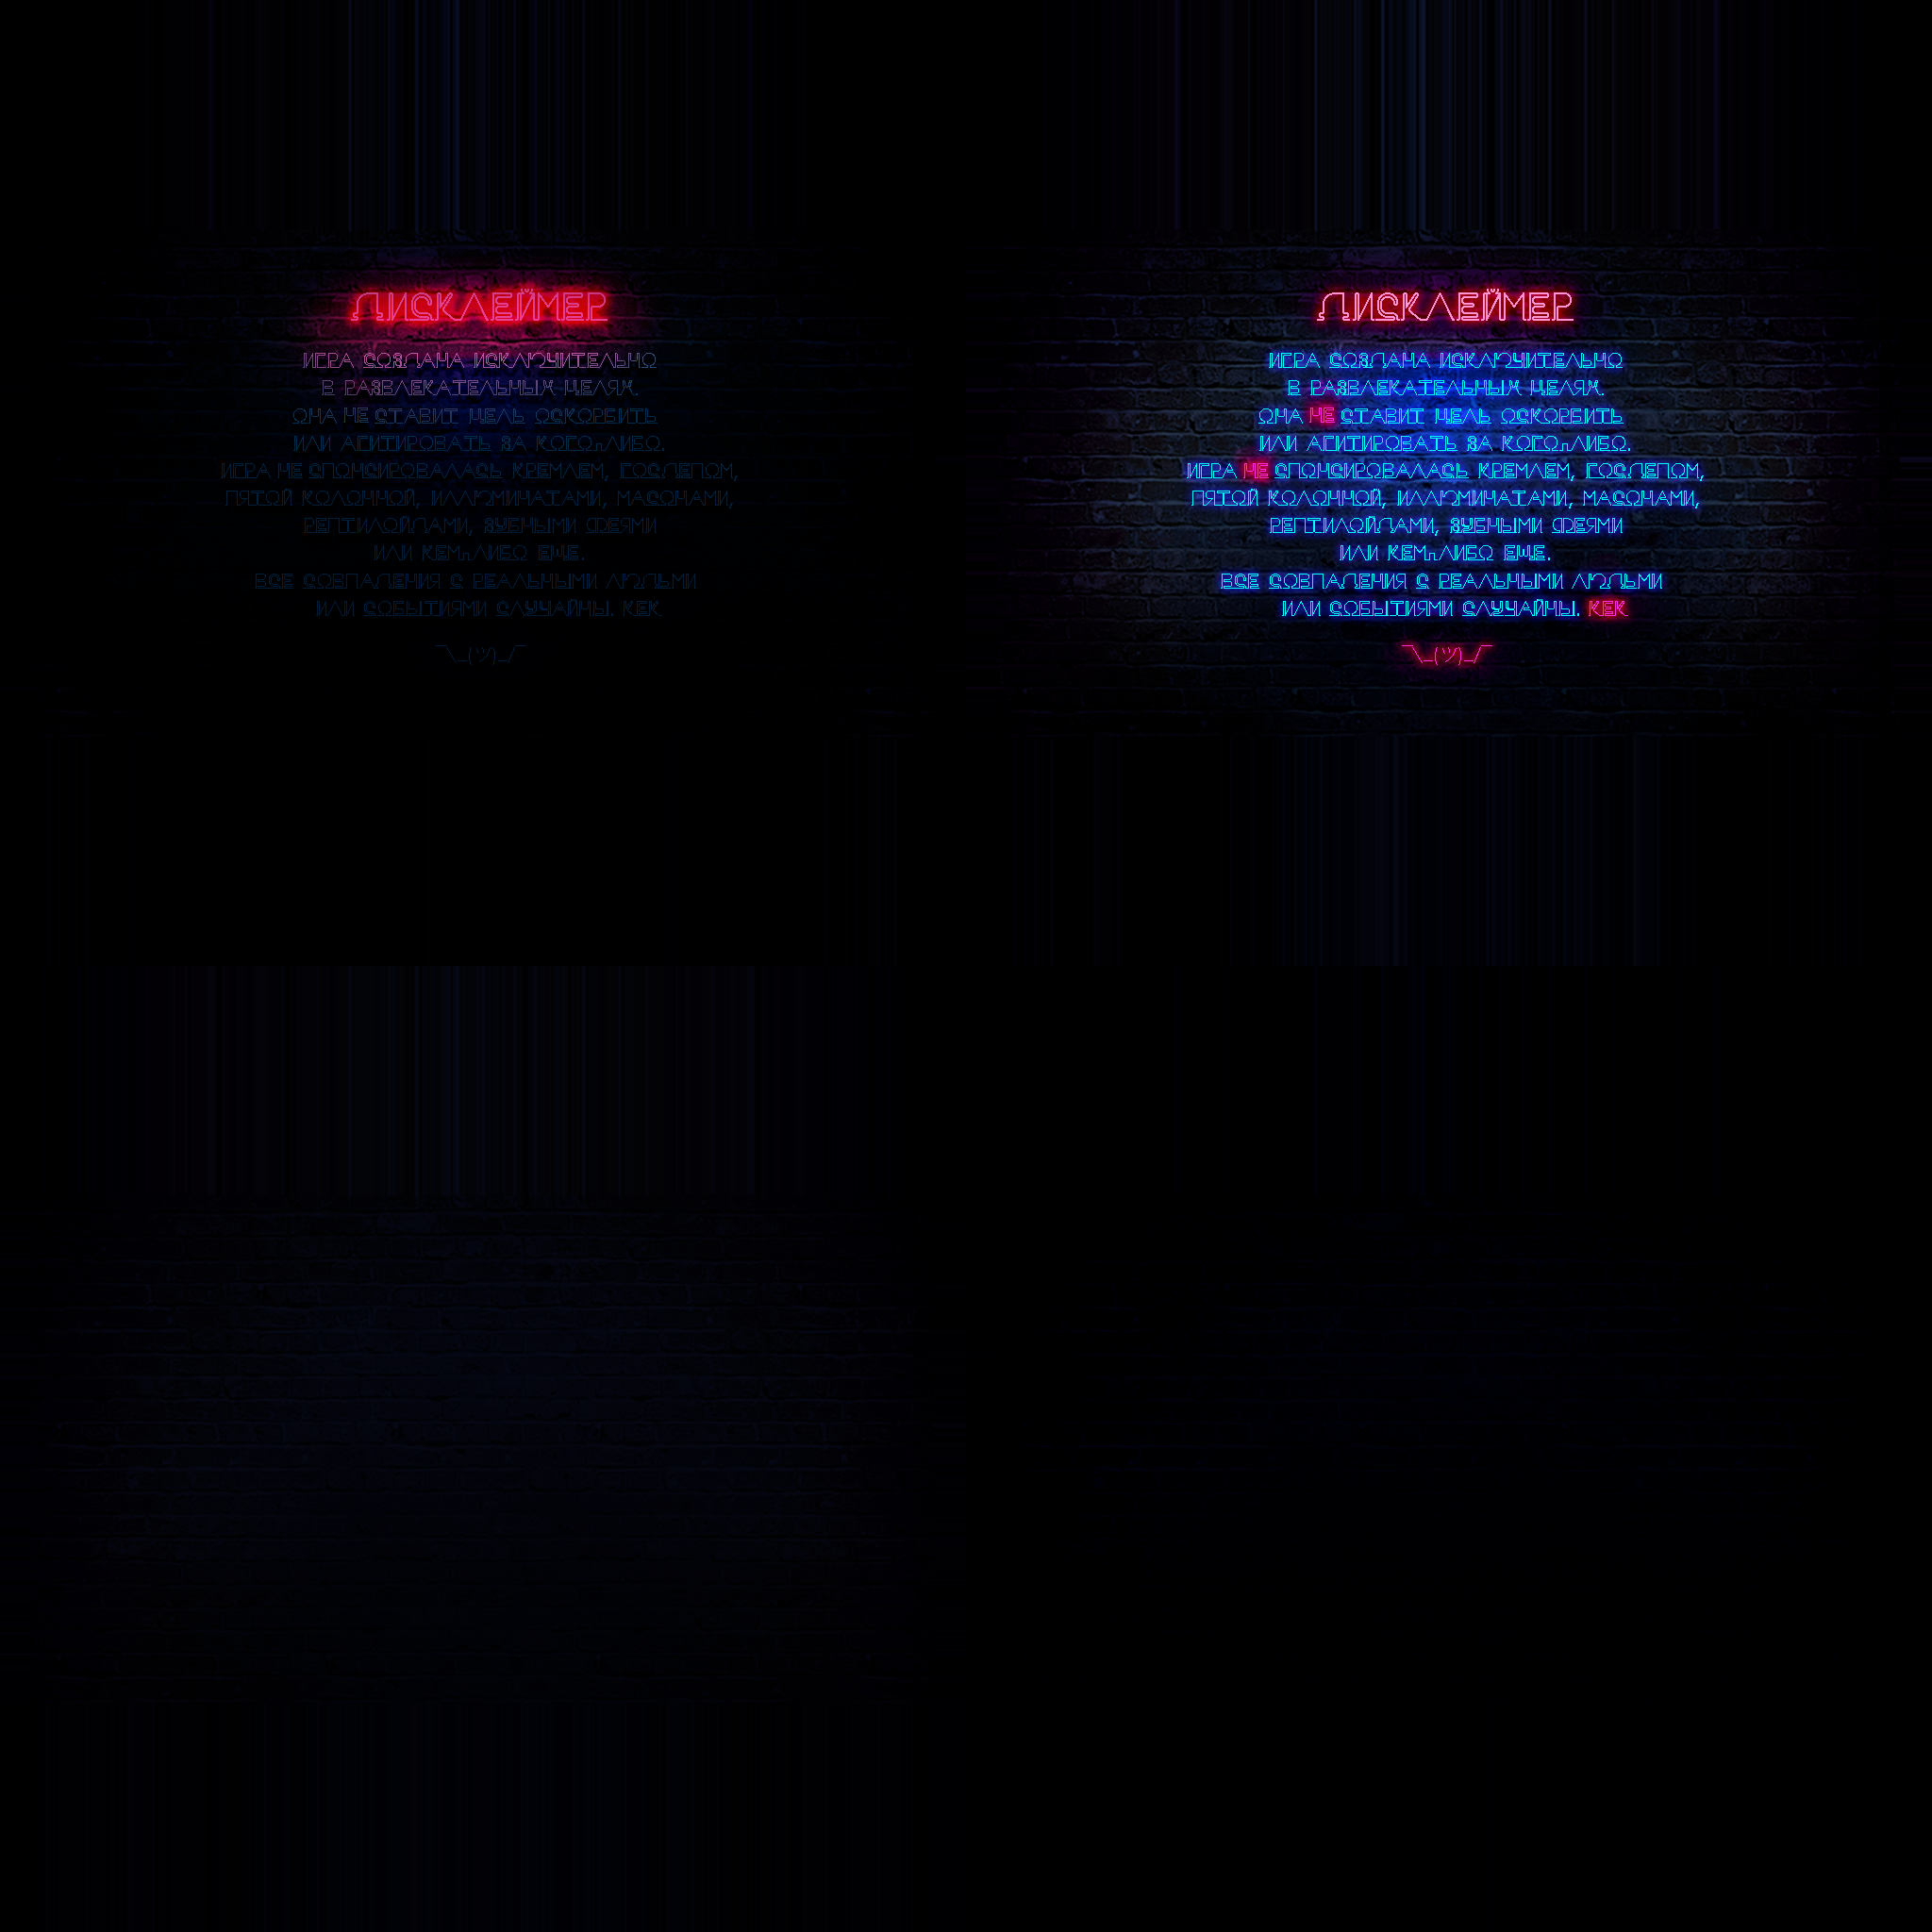 ДИСКЛЕЙМЕР
ИГРА СОЗДАНА ИСКЛЮЧИТЕЛЬНО
В РАЗВЛЕКАТЕЛЬНЫХ ЦЕЛЯХ.
ОНА НЕ СТАВИТ ЦЕЛЬ ОСКОРБИТЬ
ИЛИ АГИТИРОВАТЬ ЗА КОГО-ЛИБО.
ИГРА НЕ СПОНСИРОВАЛАСЬ КРЕМЛЕМ, ГОСДЕПОМ,
ПЯТОЙ КОЛОННОЙ, ИЛЛЮМИНАТАМИ, МАСОНАМИ,
РЕПТИЛОЙДАМИ, ЗУБНЫМИ ФЕЯМИ
ИЛИ КЕМ-ЛИБО ЕЩЕ.
ВСЕ СОВПАДЕНИЯ С РЕАЛЬНЫМИ ЛЮДЬМИ
ИЛИ СОБЫТИЯМИ СЛУЧАЙНЫ. КЕК
¯\_(ツ)_/¯
ДИСКЛЕЙМЕР
ИГРА СОЗДАНА ИСКЛЮЧИТЕЛЬНО
В РАЗВЛЕКАТЕЛЬНЫХ ЦЕЛЯХ.
ОНА НЕ СТАВИТ ЦЕЛЬ ОСКОРБИТЬ
ИЛИ АГИТИРОВАТЬ ЗА КОГО-ЛИБО.
ИГРА НЕ СПОНСИРОВАЛАСЬ КРЕМЛЕМ, ГОСДЕПОМ,
ПЯТОЙ КОЛОННОЙ, ИЛЛЮМИНАТАМИ, МАСОНАМИ,
РЕПТИЛОЙДАМИ, ЗУБНЫМИ ФЕЯМИ
ИЛИ КЕМ-ЛИБО ЕЩЕ.
ВСЕ СОВПАДЕНИЯ С РЕАЛЬНЫМИ ЛЮДЬМИ
ИЛИ СОБЫТИЯМИ СЛУЧАЙНЫ. КЕК
¯\_(ツ)_/¯